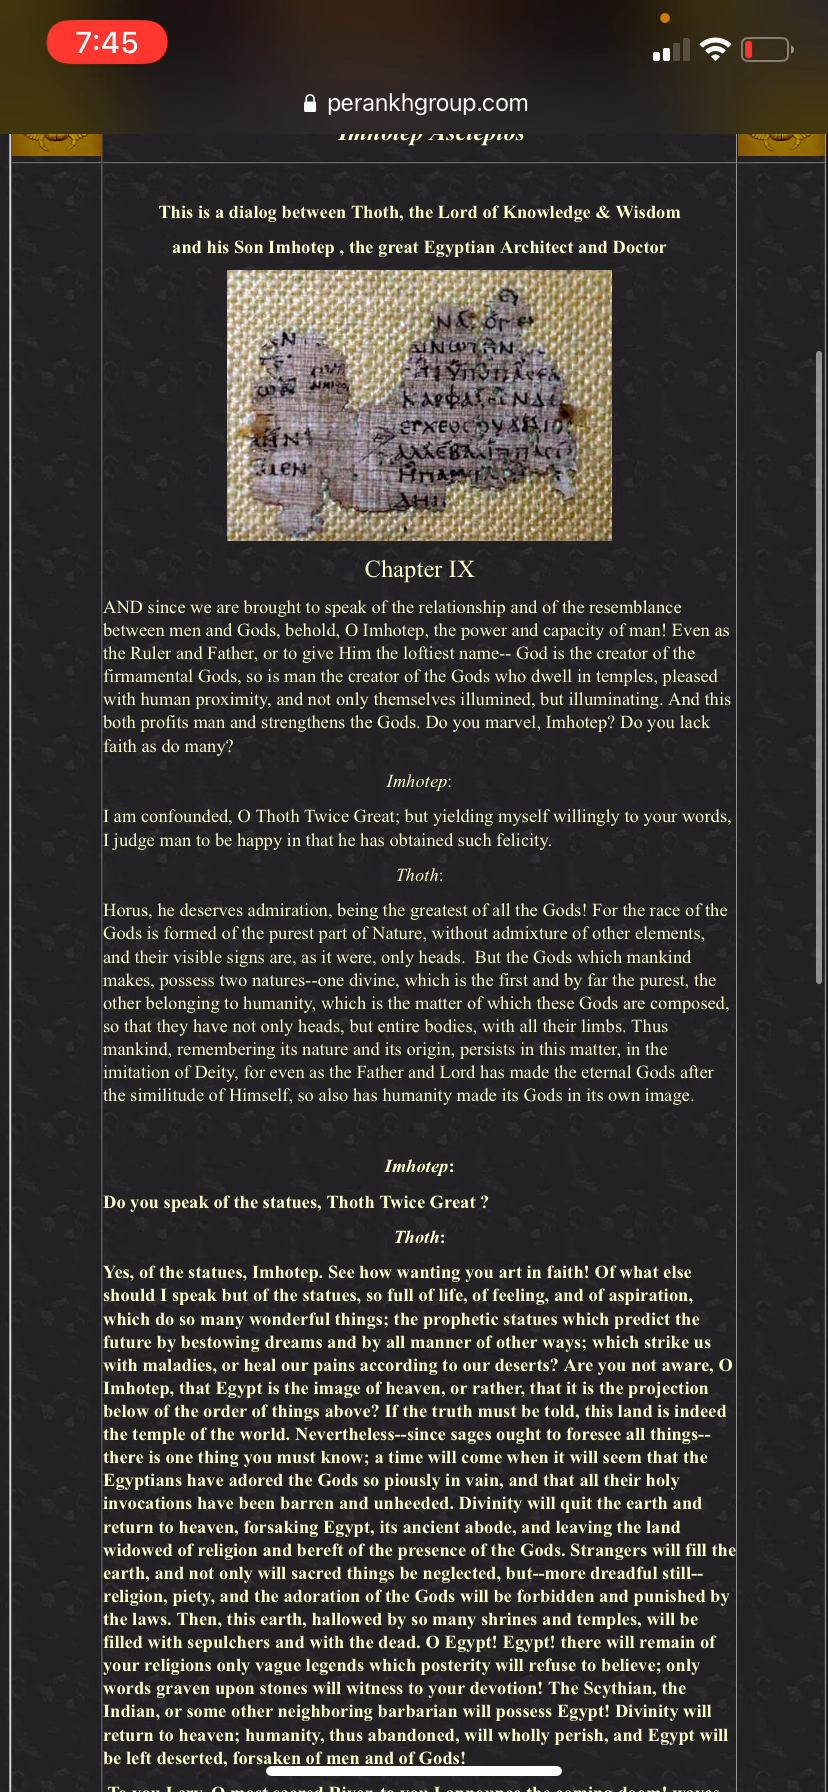 7:45
perankhgroup.com
Imhotep Asclepios
This is a dialog between Thoth, the Lord of Knowledge & Wisdom
and his Son Imhotep , the great Egyptian Architect and Doctor
Chapter IX
AND since we are brought to speak of the relationship and of the resemblance
between men and Gods, behold, O Imhotep, the power and capacity of man! Even as
the Ruler and Father, or to give Him the loftiest name-- God is the creator of the
firmamental Gods, so is man the creator of the Gods who dwell in temples, pleased
with human proximity, and not only themselves illumined, but illuminating. And this
both profits man and strengthens the Gods. Do you marvel, Imhotep? Do you lack
faith as do many?
Imhotep:
I am confounded, O Thoth Twice Great; but yielding myself willingly to your words,
I judge man to be happy in that he has obtained such felicity.
Thoth:
Horus, he deserves admiration, being the greatest of all the Gods! For the race of the
Gods is formed of the purest part of Nature, without admixture of other elements,
and their visible signs are, as it were, only heads. But the Gods which mankind
makes, possess two natures--one divine, which is the first and by far the purest, the
other belonging to humanity, which is the matter of which these Gods are composed,
so that they have not only heads, but entire bodies, with all their limbs. Thus
mankind, remembering its nature and its origin, persists in this matter, in the
imitation of Deity, for even as the Father and Lord has made the eternal Gods after
the similitude of Himself, so also has humanity made its Gods in its own image.
Imhotep:
Do you speak of the statues, Thoth Twice Great ?
Thoth:
Yes, of the statues, Imhotep. See how wanting you art in faith! Of what else
should I speak but of the statues, so full of life, of feeling, and of aspiration,
which do so many wonderful things; the prophetic statues which predict the
future by bestowing dreams and by all manner of other ways; which strike us
with maladies, or heal our pains according to our deserts? Are you not aware, O
Imhotep, that Egypt is the image of heaven, or rather, that it is the projection
below of the order of things above? If the truth must be told, this land is indeed
the temple of the world. Nevertheless--since sages ought to foresee all things--
there is one thing you must know; a time will come when it will seem that the
Egyptians have adored the Gods so piously in vain, and that all their holy
invocations have been barren and unheeded. Divinity will quit the earth and
return to heaven, forsaking Egypt, its ancient abode, and leaving the land
widowed of religion and bereft of the presence of the Gods. Strangers will fill the
earth, and not only will sacred things be neglected, but--more dreadful still--
religion, piety, and the adoration of the Gods will be forbidden and punished by
the laws. Then, this earth, hallowed by so many shrines and temples, will be
filled with sepulchers and with the dead. O Egypt! Egypt! there will remain of
your religions only vague legends which posterity will refuse to believe; only
words graven upon stones will witness to your devotion! The Scythian, the
Indian, or some other neighboring barbarian will possess Egypt! Divinity will
return to heaven; humanity, thus abandoned, will wholly perish, and Egypt will
be left deserted, forsaken of men and of Gods!